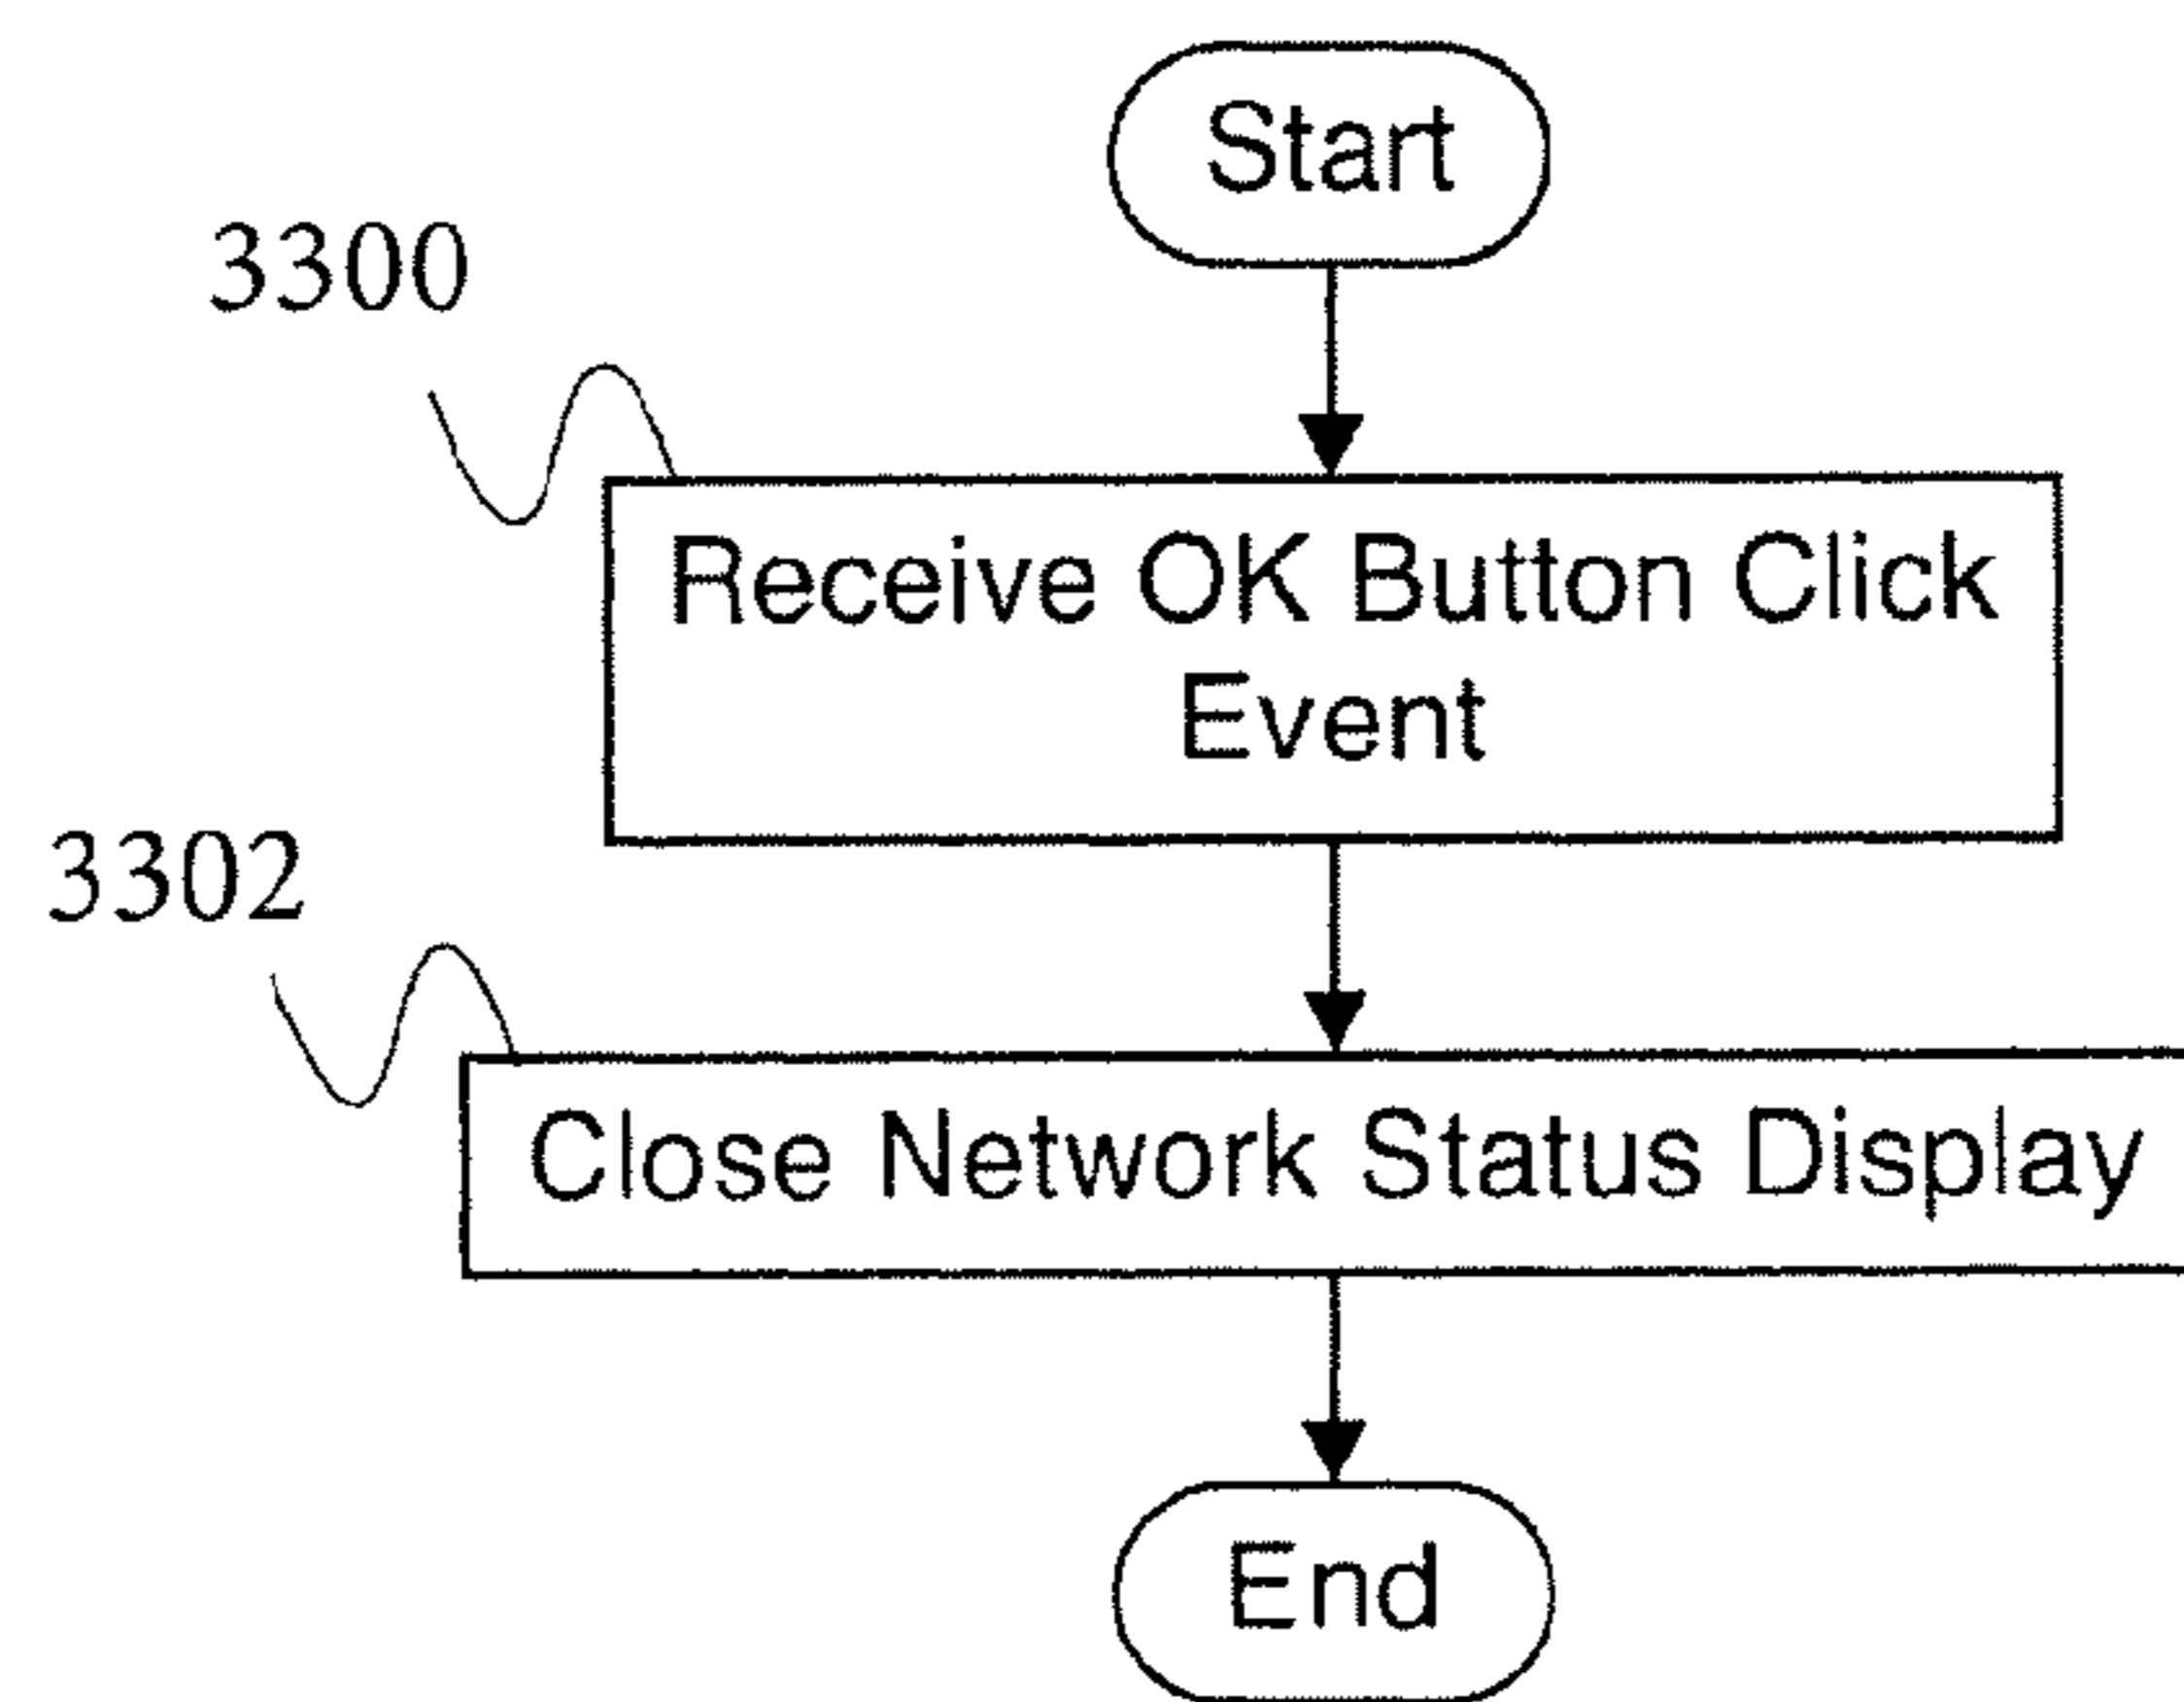 Start
3300
Receive OK Button Click
Event
3302
Close Network Status Display
End